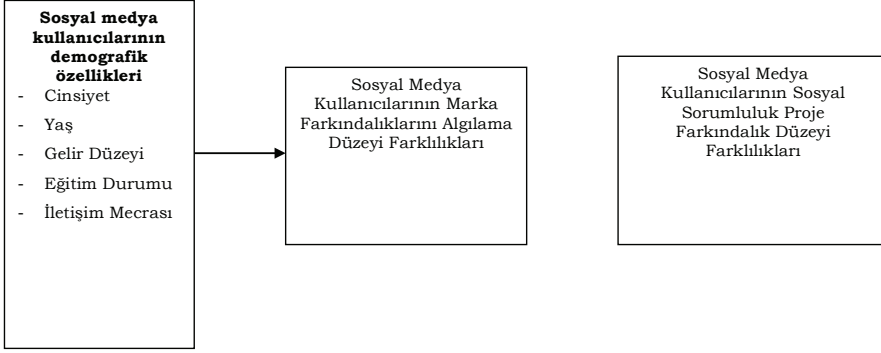 Sosyal medya
kullanıcılarının
demografik
özellikleri
- Cinsiyet
- Yaş
- Gelir Düzeyi
- Eğitim Durumu
- İletişim Mecrası
Sosyal Medya
Kullanıcılarının Marka
Farkındalıklarını Algılama
Düzeyi Farklılıkları
Sosyal Medya
Kullanıcılarının Sosyal
Sorumluluk Proje
Farkındalık Düzeyi
Farklılıkları